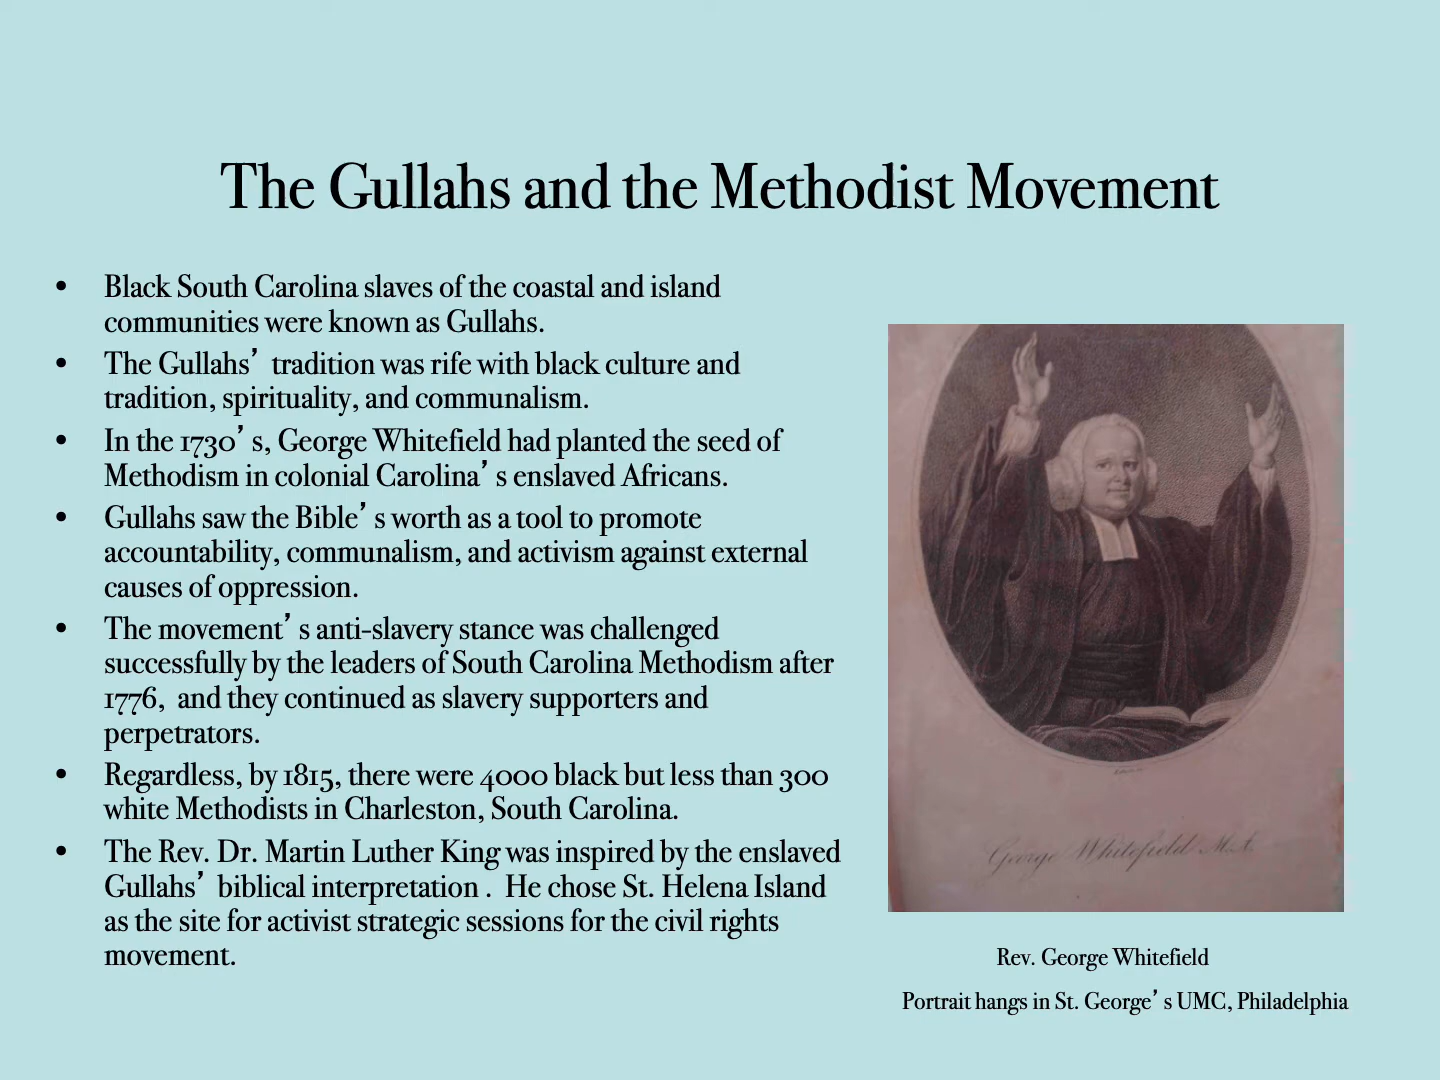 The Gullahs and the Methodist Movement
• Black South Carolina slaves of the coastal and island
communities were known as Gullahs.
• The Gullahs’ tradition was rife with black culture and
tradition, spirituality, and communalism.
• In the 1730’s, George Whitefield had planted the seed of
Methodism in colonial Carolina’s enslaved Africans.
• Gullahs saw the Bible’s worth as a tool to promote
accountability, communalism, and activism against external
causes of oppression.
• The movement’s anti-slavery stance was challenged
successfully by the leaders of South Carolina Methodism after
1776, and they continued as slavery supporters and
perpetrators.
• Regardless, by 1815, there were 4000 black but less than 300
white Methodists in Charleston, South Carolina.
• The Rev. Dr. Martin Luther King was inspired by the enslaved
Gullahs’ biblical interpretation . He chose St. Helena Island
as the site for activist strategic sessions for the civil rights
movement.
George Whitefield M.A.
Rev. George Whitefield
Portrait hangs in St. George’s UMC, Philadelphia